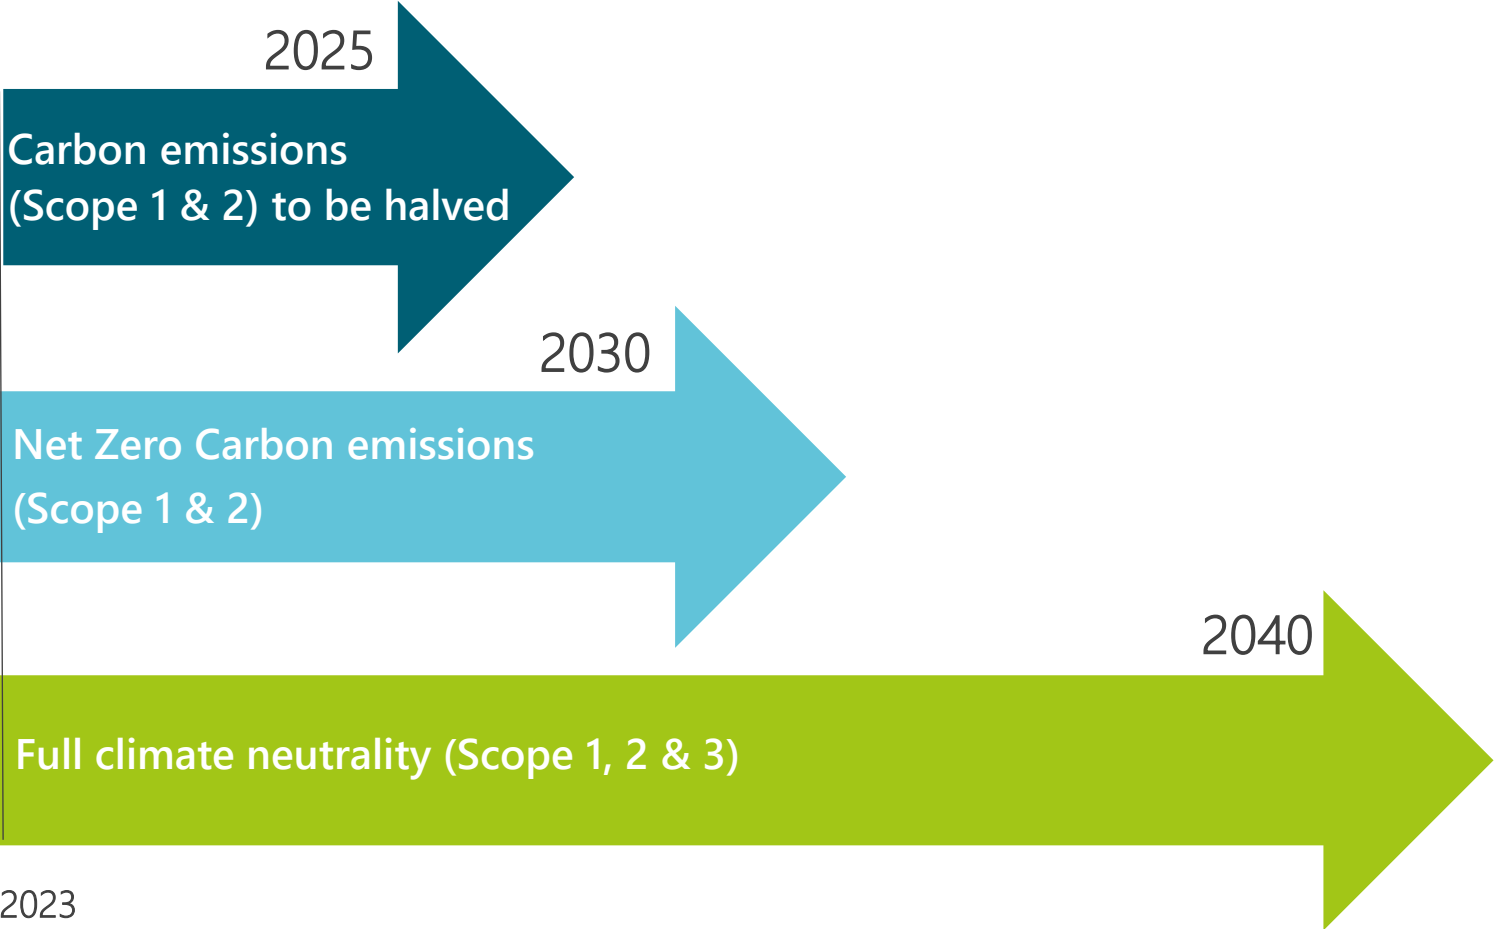 2025
Carbon emissions
(Scope 1 & 2) to be halved
2030
Net Zero Carbon emissions
(Scope 1 & 2)
2040
Full climate neutrality (Scope 1, 2 & 3)
2023